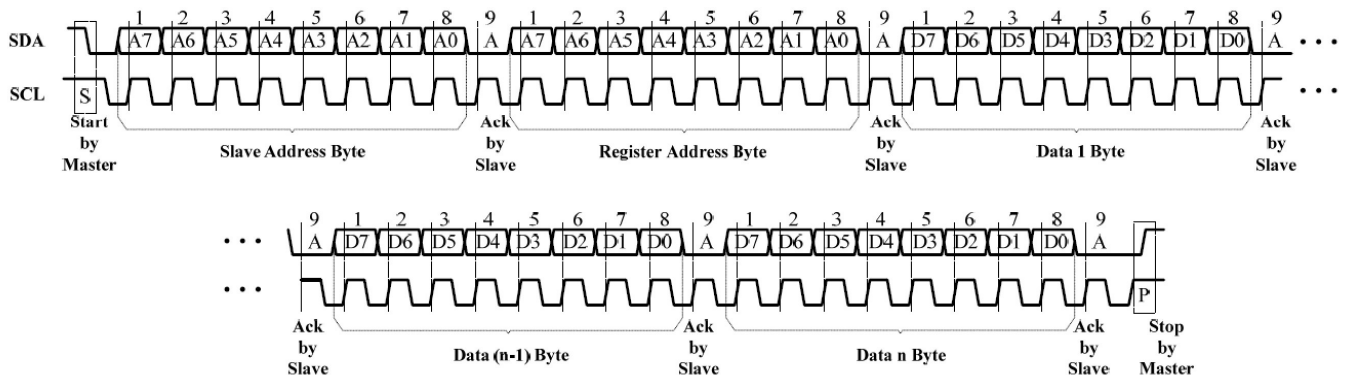 1 2 3 4 5 6 7 8 9 1 2 3 4 5 6 7 8 9 1 2 3 4 5 6 7 8 9
SDA A7 A6 A5 A4 A3 A2 A1 A0 A A7 A6 A5 A4 A3 A2 A1 A0 A D7 D6 D5 D4 D3 D2 D1 D0 A • • •
SCL S • • •
Start by Master
Slave Address Byte
Ack by Slave
Register Address Byte
Ack by Slave
Data 1 Byte
Ack by Slave
9 1 2 3 4 5 6 7 8 9 1 2 3 4 5 6 7 8 9
• • • A D7 D6 D5 D4 D3 D2 D1 D0 A D7 D6 D5 D4 D3 D2 D1 D0 A
• • • P
Ack by Slave
Data (n-1) Byte
Ack by Slave
Data n Byte
Ack by Slave
Stop by Master